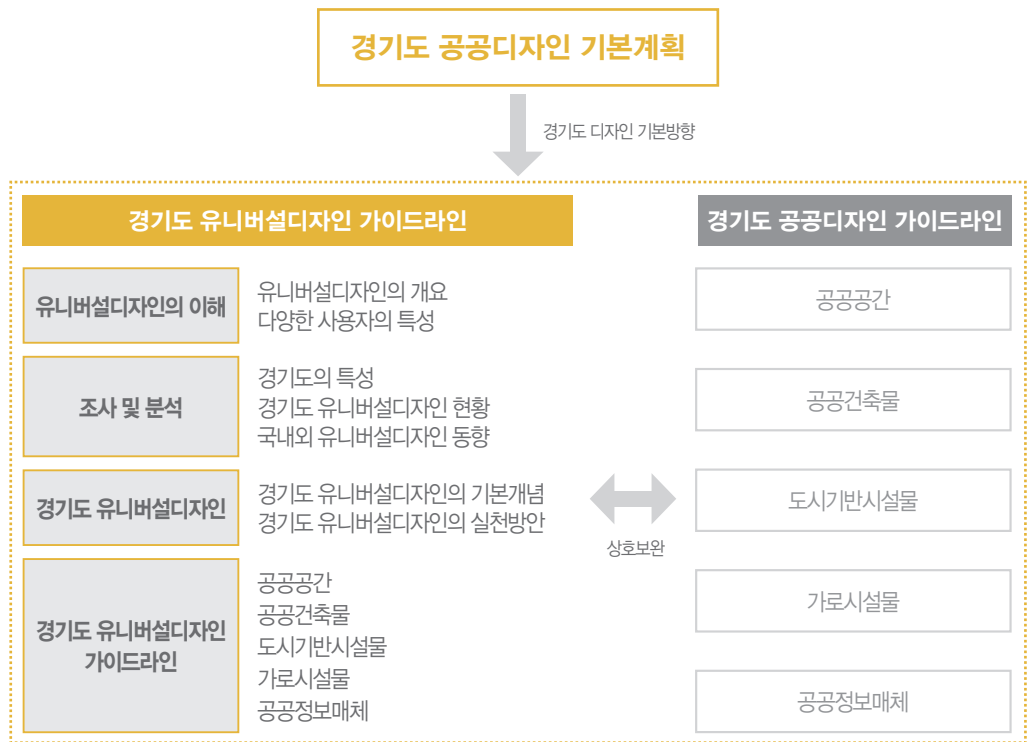 경기도 공공디자인 기본계획
경기도 디자인 기본방향
경기도 유니버설디자인 가이드라인
유니버설디자인의 이해
유니버설디자인의 개요
다양한 사용자의 특성
조사 및 분석
경기도의 특성
경기도 유니버설디자인 현황
국내외 유니버설디자인 동향
경기도 유니버설디자인
경기도 유니버설디자인의 기본개념
경기도 유니버설디자인의 실천방안
경기도 유니버설디자인
가이드라인
공공공간
공공건축물
도시기반시설물
가로시설물
공공정보매체
상호보완
경기도 공공디자인 가이드라인
공공공간
공공건축물
도시기반시설물
가로시설물
공공정보매체